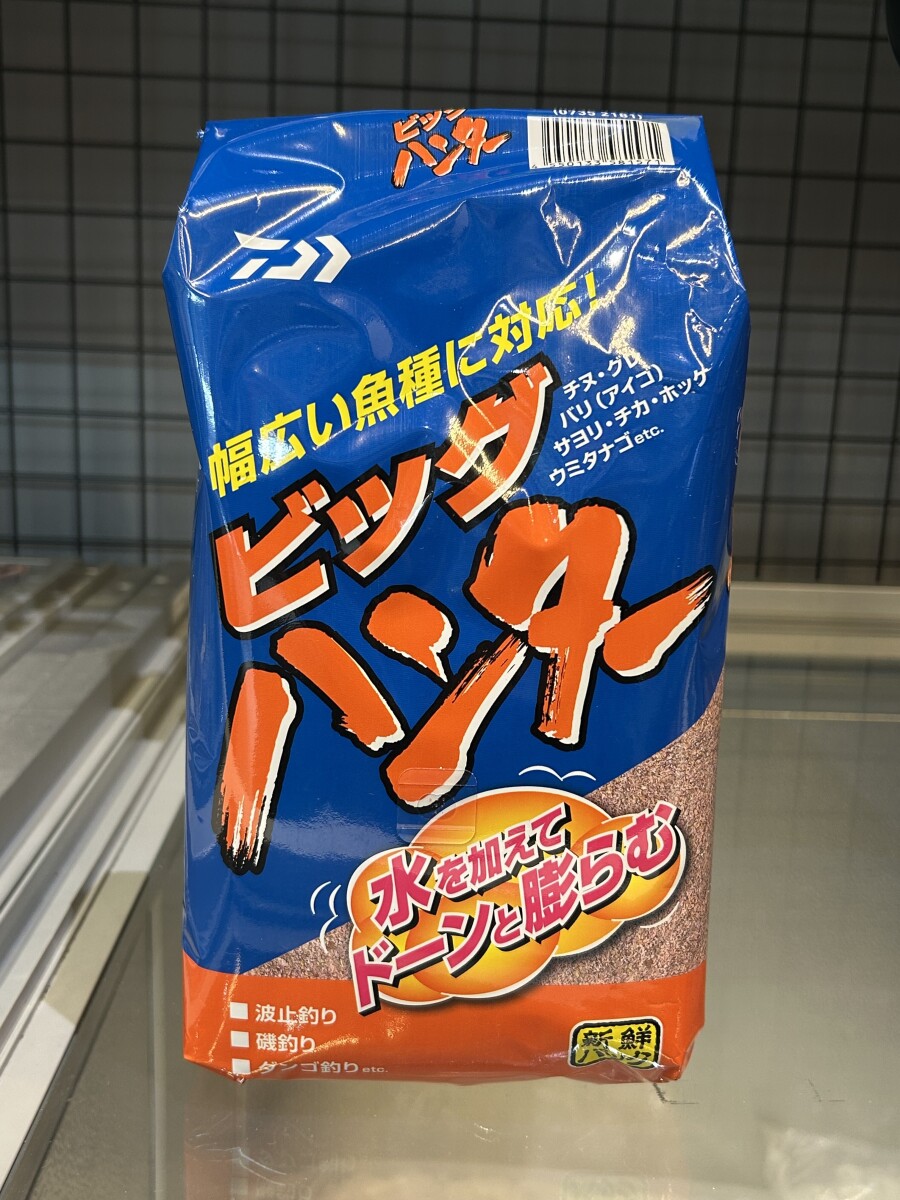 ビッグ
ハンター
(0735 2181)
幅広い魚種に対応!
チヌ・グレ
バリ(アイゴ)
サヨリ・チカ・ホッケ
ウミタナゴetc.
ビッグ
ハンター
水を加えて
ドーンと膨らむ
波止釣り
磯釣り
ダンゴ釣りetc.
新鮮
パック